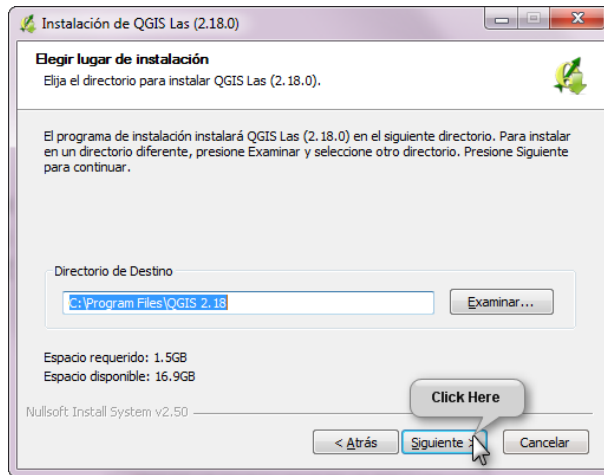 Instalación de QGIS Las (2.18.0)
Elegir lugar de instalación
Elija el directorio para instalar QGIS Las (2.18.0).
El programa de instalación instalará QGIS Las (2.18.0) en el siguiente directorio. Para instalar
en un directorio diferente, presione Examinar y seleccione otro directorio. Presione Siguiente
para continuar.
Directorio de Destino
C:\Program Files\QGIS 2.18
Examinar...
Espacio requerido: 1.5GB
Espacio disponible: 16.9GB
Click Here
Nullsoft Install System v2.50
< Atrás
Siguiente >
Cancelar